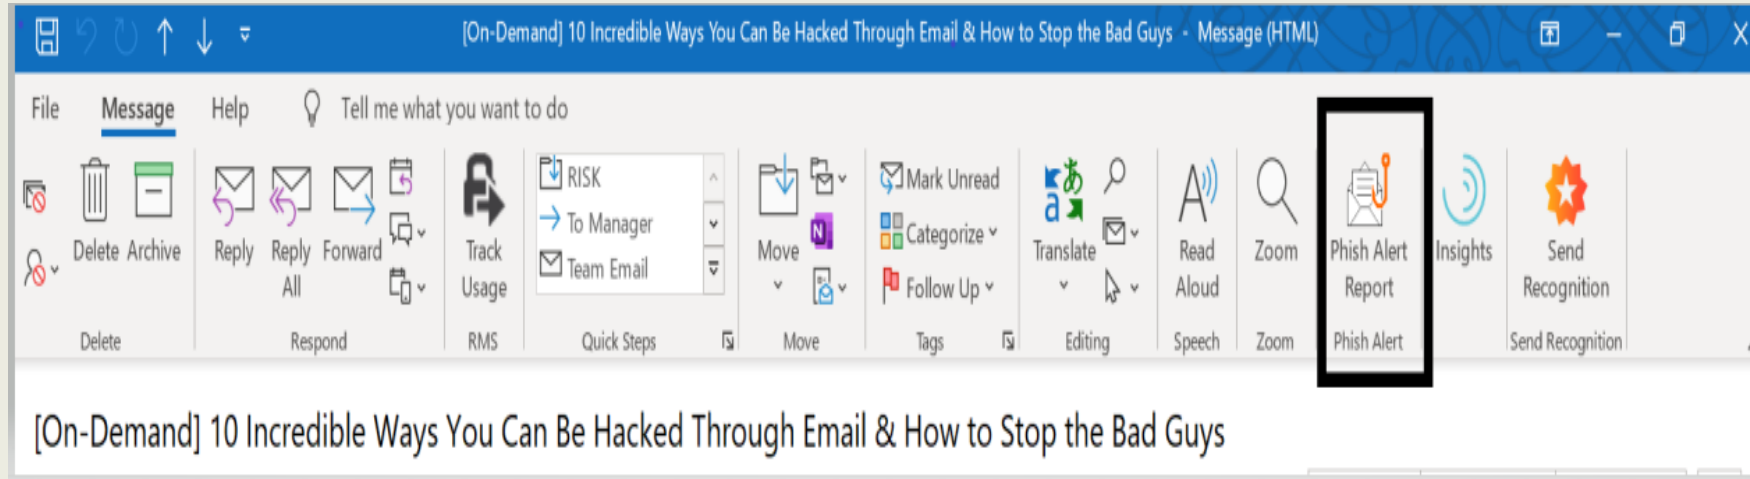 [On-Demand] 10 Incredible Ways You Can Be Hacked Through Email & How to Stop the Bad Guys - Message (HTML)
File Message Help Tell me what you want to do
Delete Archive
Delete
Reply Reply All Forward
Respond
Track Usage
RMS
RISK
To Manager
Team Email
Quick Steps
Move
Move
Mark Unread
Categorize
Follow Up
Tags
Translate
Editing
Read Aloud
Speech
Zoom
Zoom
Phish Alert Report
Phish Alert
Insights
Send Recognition
Send Recognition
[On-Demand] 10 Incredible Ways You Can Be Hacked Through Email & How to Stop the Bad Guys